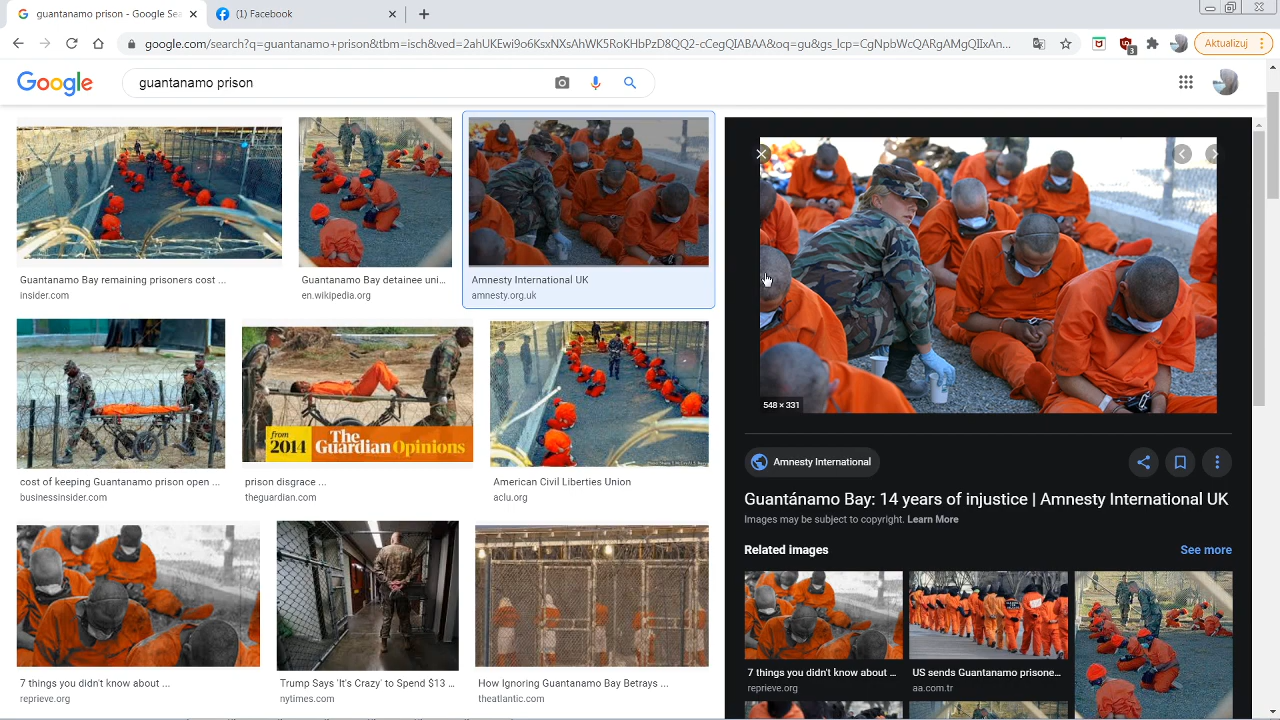 guantanamo prison - Google Se
(1) Facebook
google.com/search?q=guantanamo+prison&tbm=isch&ved=2ahUKEwi9o6KsxNVAhWK5RoKHbPzD8QQ2-cCegQIABAA&oq=gu&gs_lcp=CgNpbWcQARgAMgQIIxAn...
3
Aktualizuj
Google
guantanamo prison
Guantanamo Bay remaining prisoners cost ...
insider.com
Guantanamo Bay detainee uni...
en.wikipedia.org
Amnesty International UK
amnesty.org.uk
548 × 331
from
2014
The
Guardian Opinions
cost of keeping Guantanamo prison open ...
businessinsider.com
prison disgrace ...
theguardian.com
American Civil Liberties Union
aclu.org
Amnesty International
Guantánamo Bay: 14 years of injustice | Amnesty International UK
Images may be subject to copyright. Learn More
Related images
See more
7 things you didn't know about ...
reprieve.org
Trump Says 'It's Crazy' to Spend $13 ...
nytimes.com
How Ignoring Guantanamo Bay Betrays ...
theatlantic.com
7 things you didn't know about ...
reprieve.org
US sends Guantanamo prisone...
aa.com.tr